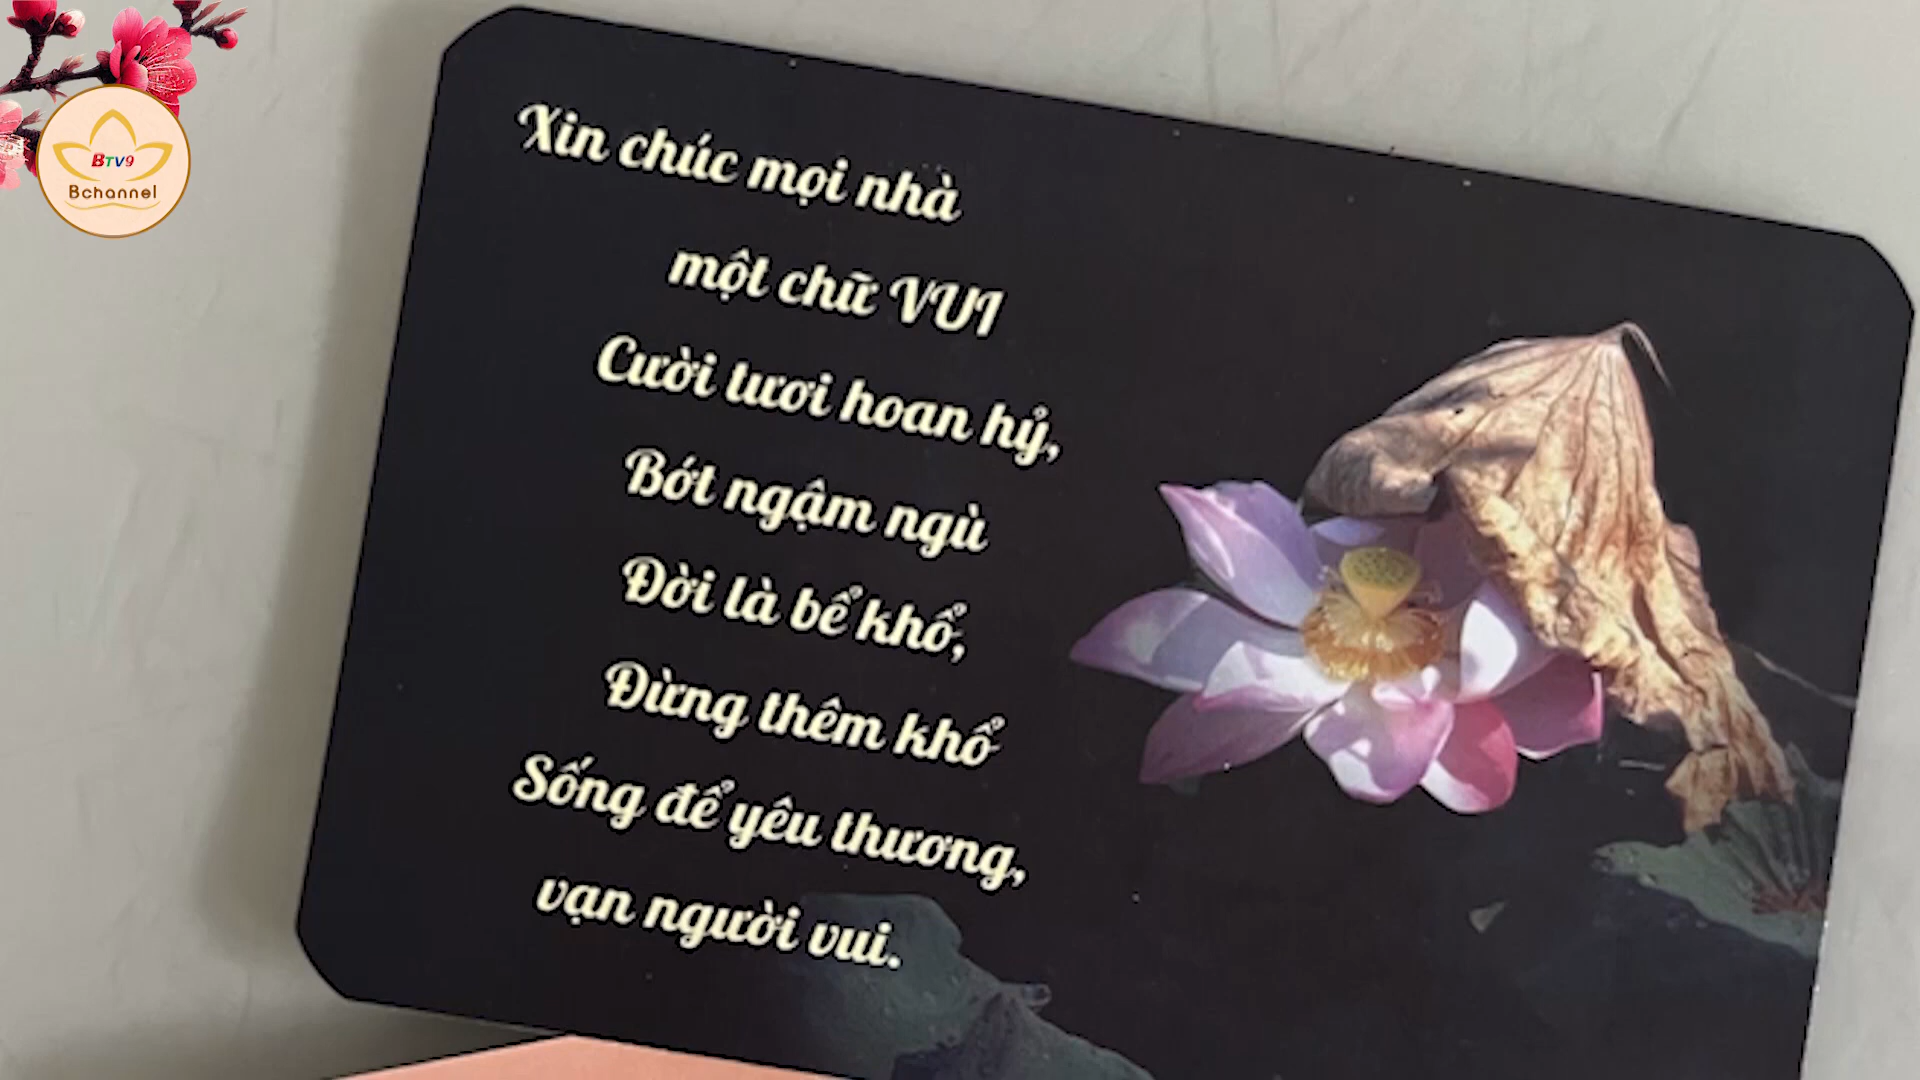 BTV9
Bchannel
Xin chúc mọi nhà
một chữ VUI
Cười tươi hoan hỷ,
Bớt ngậm ngù
Đời là bể khổ,
Đừng thêm khổ
Sống để yêu thương,
vạn người vui.